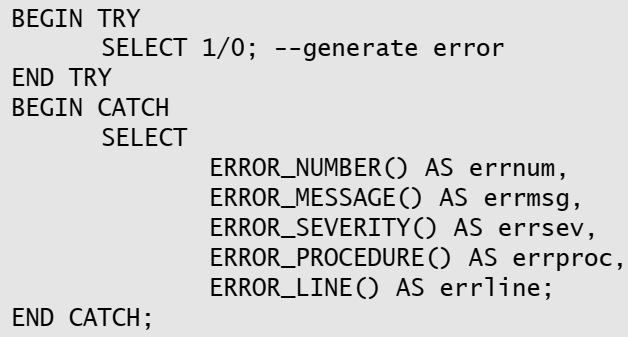 BEGIN TRY
SELECT 1/0; --generate error
END TRY
BEGIN CATCH
SELECT
ERROR_NUMBER() AS errnum,
ERROR_MESSAGE() AS errmsg,
ERROR_SEVERITY() AS errsev,
ERROR_PROCEDURE() AS errproc,
ERROR_LINE() AS errline;
END CATCH;